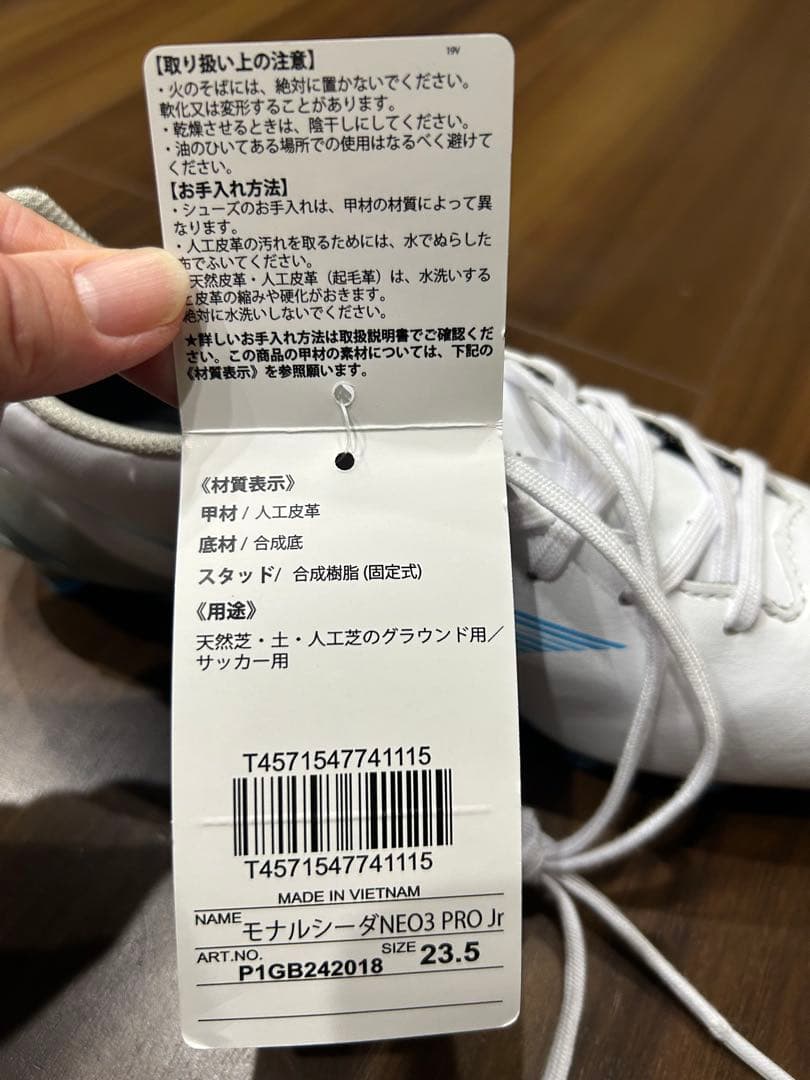 19V
【取り扱い上の注意】
・火のそばには、絶対に置かないでください。
軟化又は変形することがあります。
・乾燥させるときは、陰干しにしてください。
・油のひいてある場所での使用はなるべく避けて
ください。
【お手入れ方法】
・シューズのお手入れは、甲材の材質によって異
なります。
・人工皮革の汚れを取るためには、水でぬらした
布でふいてください。
天然皮革・人工皮革（起毛革）は、水洗いする
と皮革の縮みや硬化がおきます。
絶対に水洗いしないでください。
★詳しいお手入れ方法は取扱説明書でご確認くだ
さい。この商品の甲材の素材については、下記の
《材質表示》を参照願います。
《材質表示》
甲材 / 人工皮革
底材 / 合成底
スタッド/ 合成樹脂 (固定式)
《用途》
天然芝・土・人工芝のグラウンド用／
サッカー用
T4571547741115
T4571547741115
MADE IN VIETNAM
NAME モナルシーダNEO3 PRO Jr
ART.NO. P1GB242018 SIZE 23.5